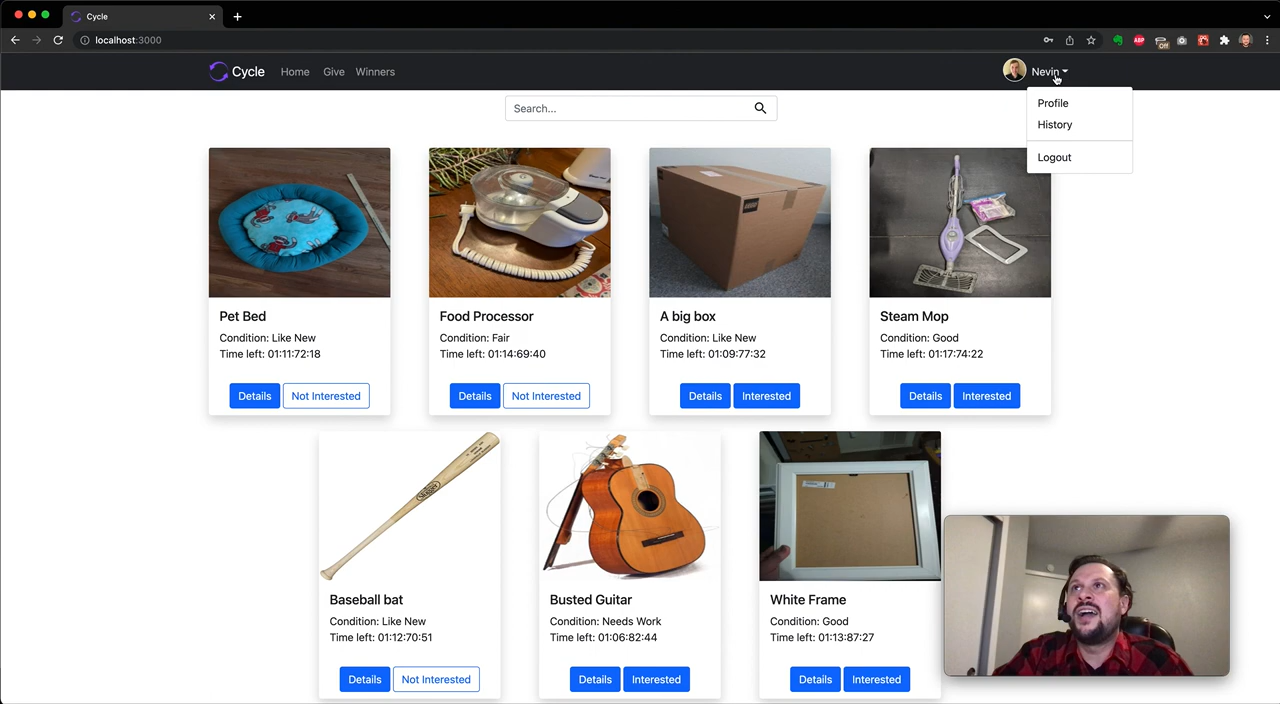 Cycle
localhost:3000
ABP
Off
Cycle Home Give Winners
Nevin
Profile
History
Logout
Search...
Pet Bed
Condition: Like New
Time left: 01:11:72:18
Details Not Interested
Food Processor
Condition: Fair
Time left: 01:14:69:40
Details Not Interested
A big box
Condition: Like New
Time left: 01:09:77:32
Details Interested
Steam Mop
Condition: Good
Time left: 01:17:74:22
Details Interested
Baseball bat
Condition: Like New
Time left: 01:12:70:51
Details Not Interested
Busted Guitar
Condition: Needs Work
Time left: 01:06:82:44
Details Interested
White Frame
Condition: Good
Time left: 01:13:87:27
Details Interested